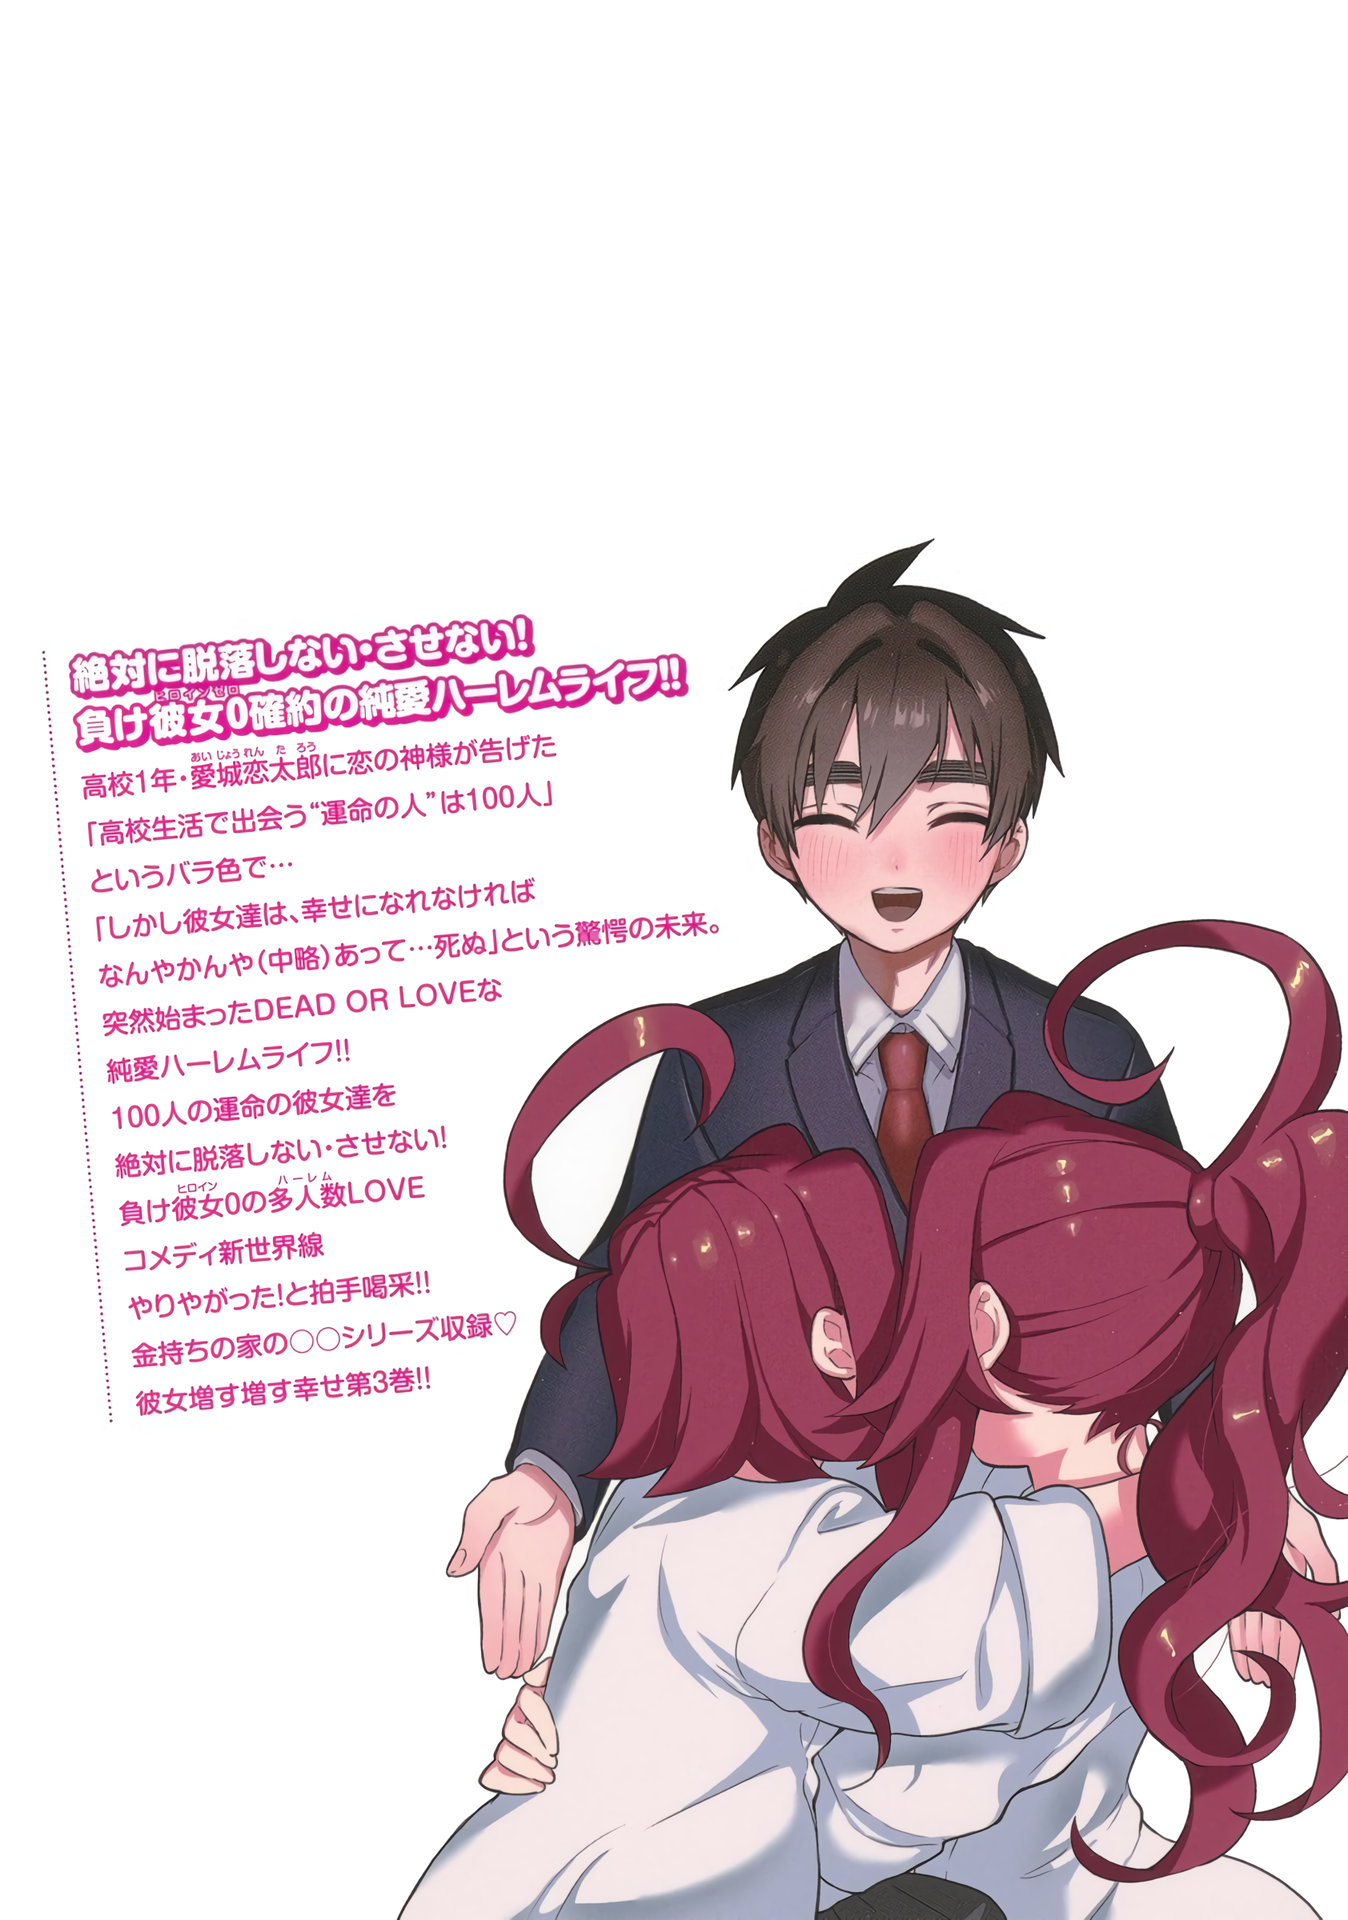 絶対に脱落しない・させない!
負け彼女0確約の純愛ハーレムライフ!!
高校1年・愛城恋太郎に恋の神様が告げた
「高校生活で出会う“運命の人”は100人」
というバラ色で…
「しかし彼女達は、幸せになれなければ
なんやかんや(中略)あって…死ぬ」という驚愕の未来。
突然始まったDEAD OR LOVEな
純愛ハーレムライフ!!
100人の運命の彼女達を
絶対に脱落しない・させない!
負け彼女0の多人数LOVE
コメディ新世界線
やりやがった!と拍手喝采!!
金持ちの家の○○シリーズ収録♡
彼女増す増す幸せ第3巻!!